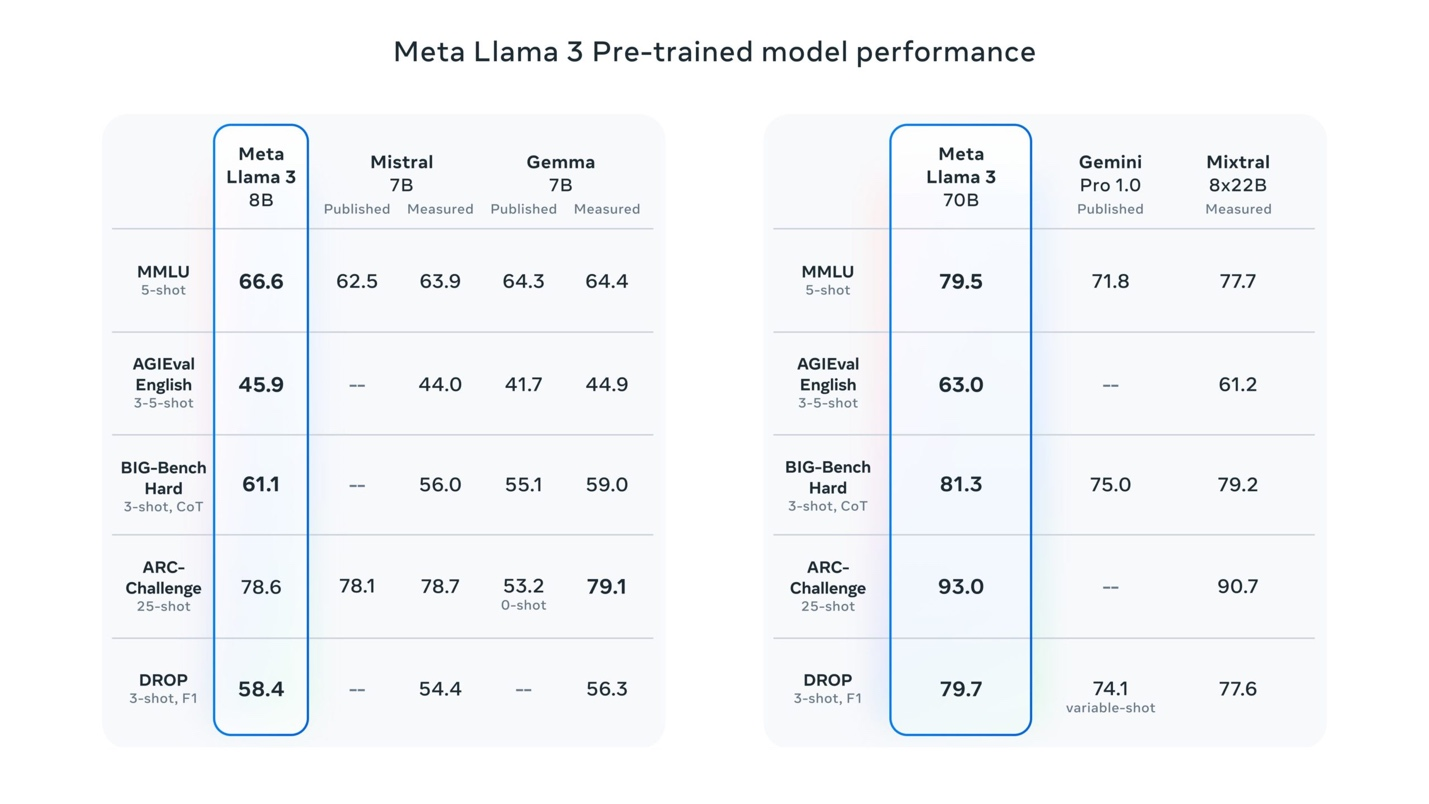 Meta Llama 3 Pre-trained model performance
Meta
Llama 3
8B
Mistral
7B
Published Measured
Gemma
7B
Published Measured
MMLU
5-shot
66.6 62.5 63.9 64.3 64.4
AGIEval
English
3-5-shot
45.9 -- 44.0 41.7 44.9
BIG-Bench
Hard
3-shot, CoT
61.1 -- 56.0 55.1 59.0
ARC-
Challenge
25-shot
78.6 78.1 78.7 53.2 79.1
0-shot
DROP
3-shot, F1
58.4 -- 54.4 -- 56.3
Meta
Llama 3
70B
Gemini
Pro 1.0
Published
Mixtral
8x22B
Measured
MMLU
5-shot
79.5 71.8 77.7
AGIEval
English
3-5-shot
63.0 -- 61.2
BIG-Bench
Hard
3-shot, CoT
81.3 75.0 79.2
ARC-
Challenge
25-shot
93.0 -- 90.7
DROP
3-shot, F1
79.7 74.1 77.6
variable-shot